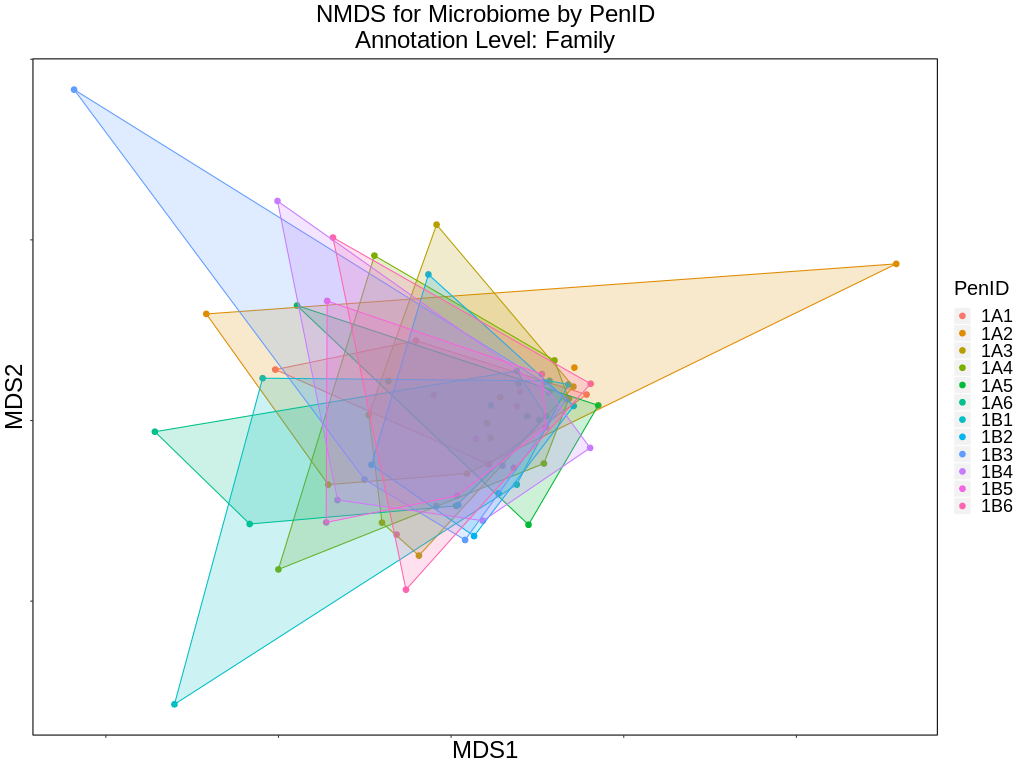 NMDS for Microbiome by PenID
Annotation Level: Family
MDS2
MDS1
PenID
1A1
1A2
1A3
1A4
1A5
1A6
1B1
1B2
1B3
1B4
1B5
1B6